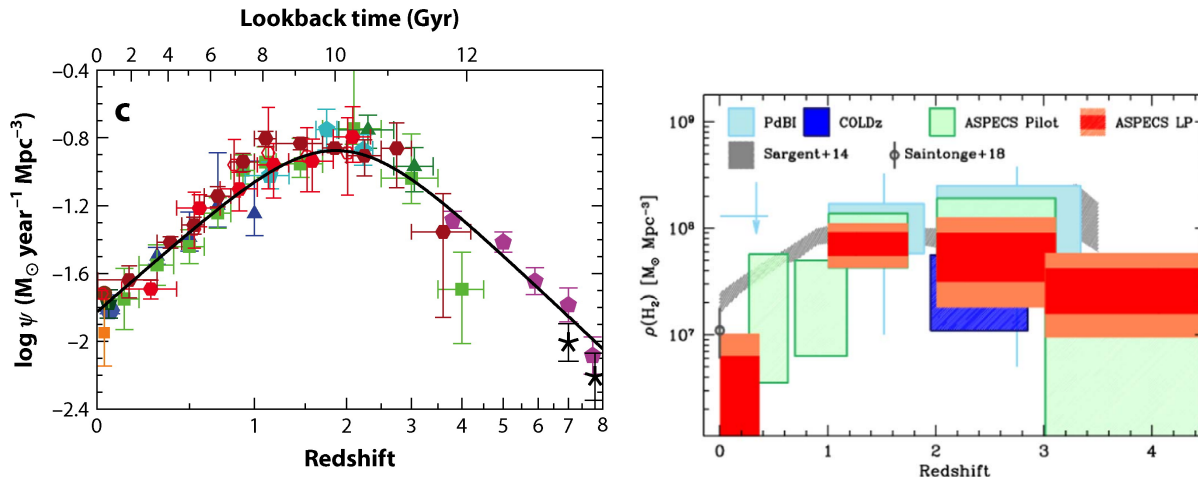 Lookback time (Gyr)
0 2 4 6 8 10 12
−0.4
C
−0.8
−1.2
−1.6
−2
−2.4
log ψ (M⊙ year−1 Mpc−3)
0 1 2 3 4 5 6 7 8
Redshift
PdBI COLDz ASPECS Pilot ASPECS LP
Sargent+14 Saintonge+18
10⁹
10⁸
10⁷
ρ(H₂) [M⊙ Mpc⁻³]
0 1 2 3 4
Redshift